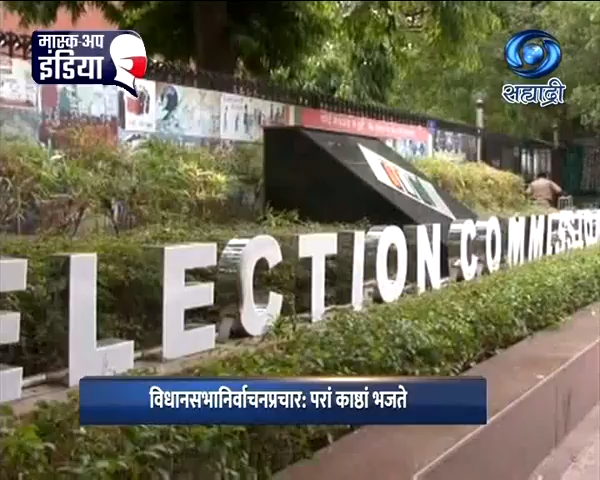 मास्क-अप
इंडिया
सह्याद्री
ELECTION COMMISSION
विधानसभानिर्वाचनप्रचार: परां काष्ठां भजते